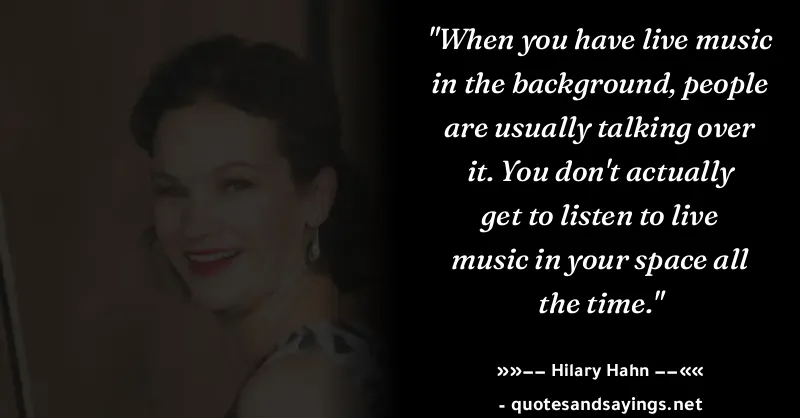 "When you have live music
in the background, people
are usually talking over
it. You don't actually
get to listen to live
music in your space all
the time."
»»−− Hilary Hahn −−««
- quotesandsayings.net